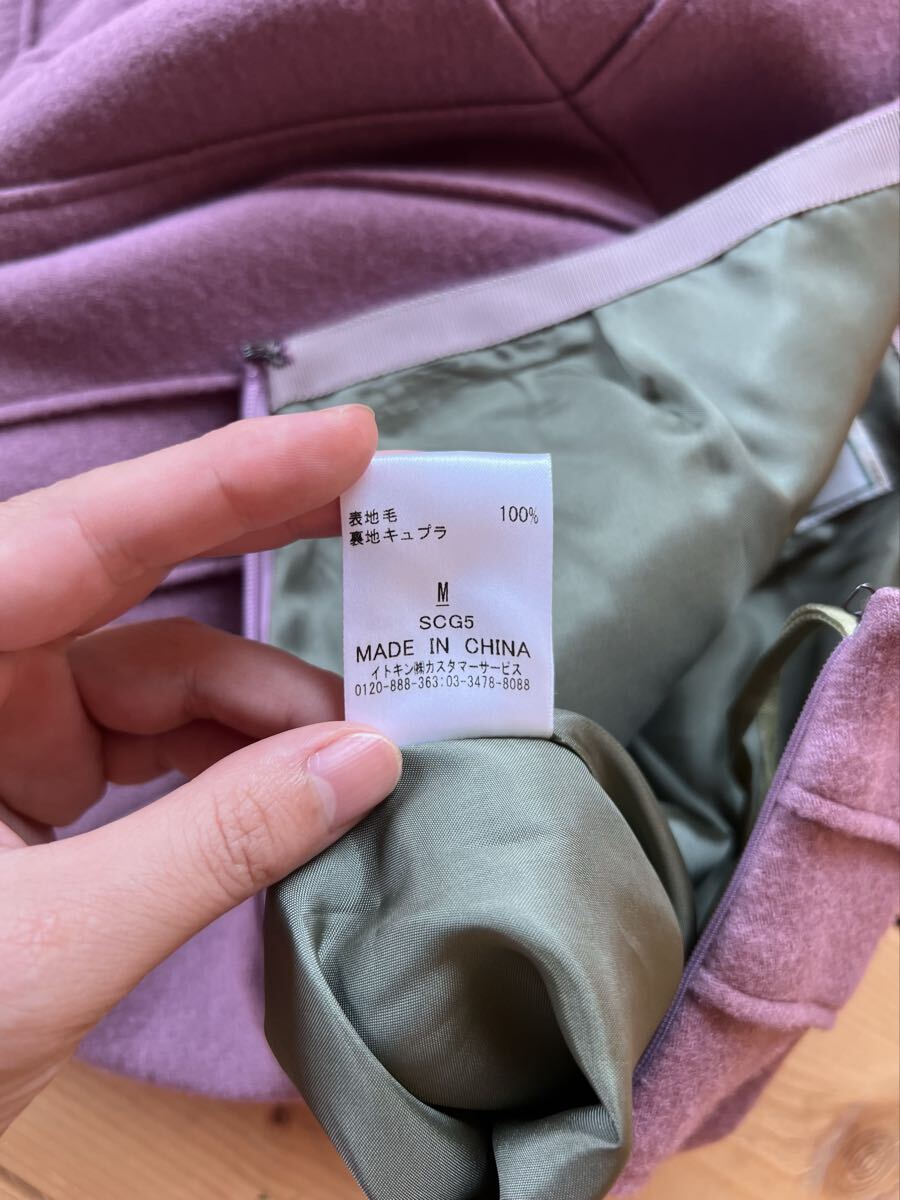 表地毛 100%
裏地キュプラ
M
SCG5
MADE IN CHINA
イトキン㈱カスタマーサービス
0120-888-363:03-3478-8088